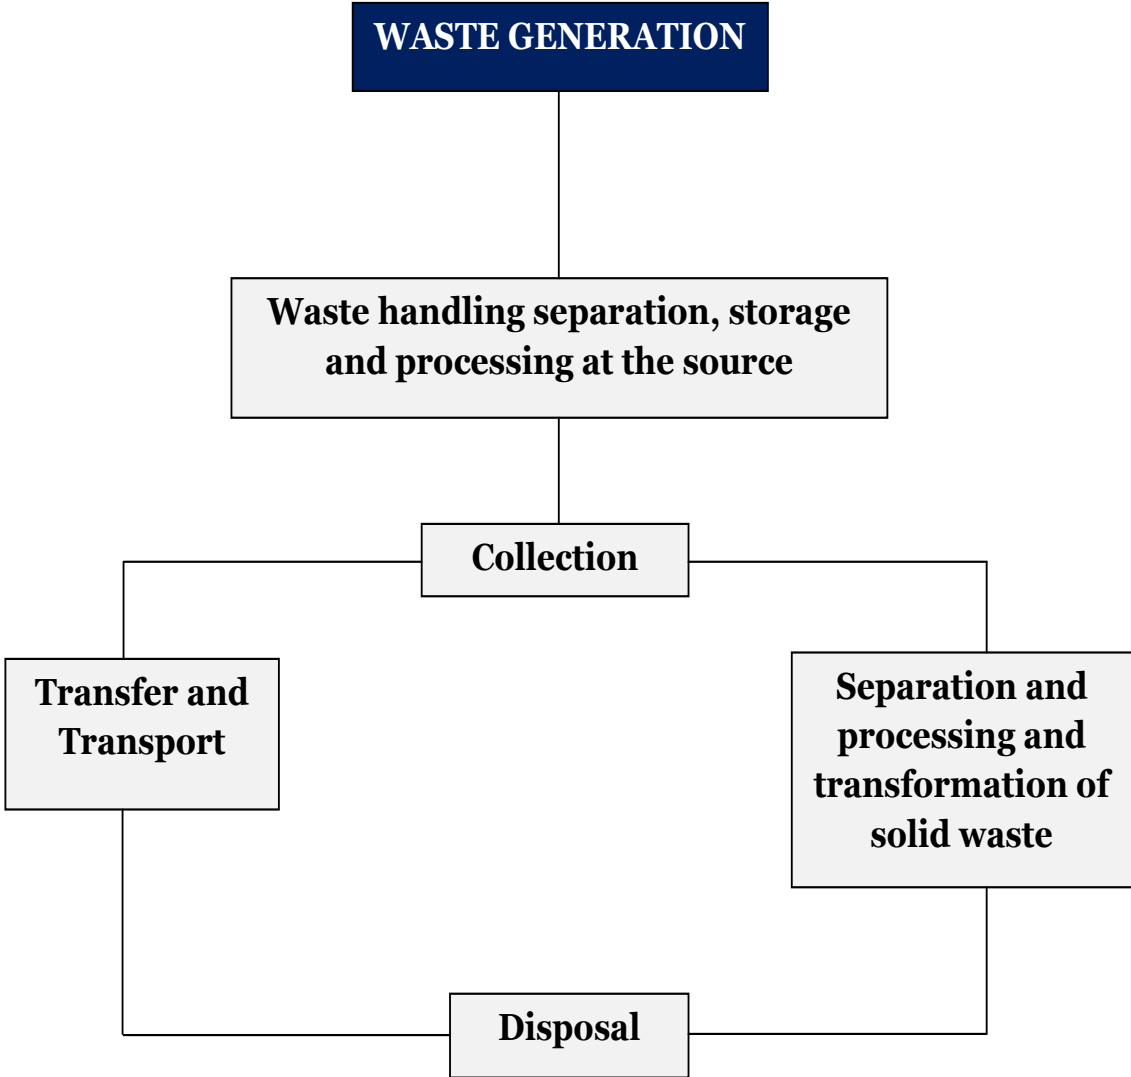 WASTE GENERATION
Waste handling separation, storage
and processing at the source
Collection
Transfer and
Transport
Separation and
processing and
transformation of
solid waste
Disposal